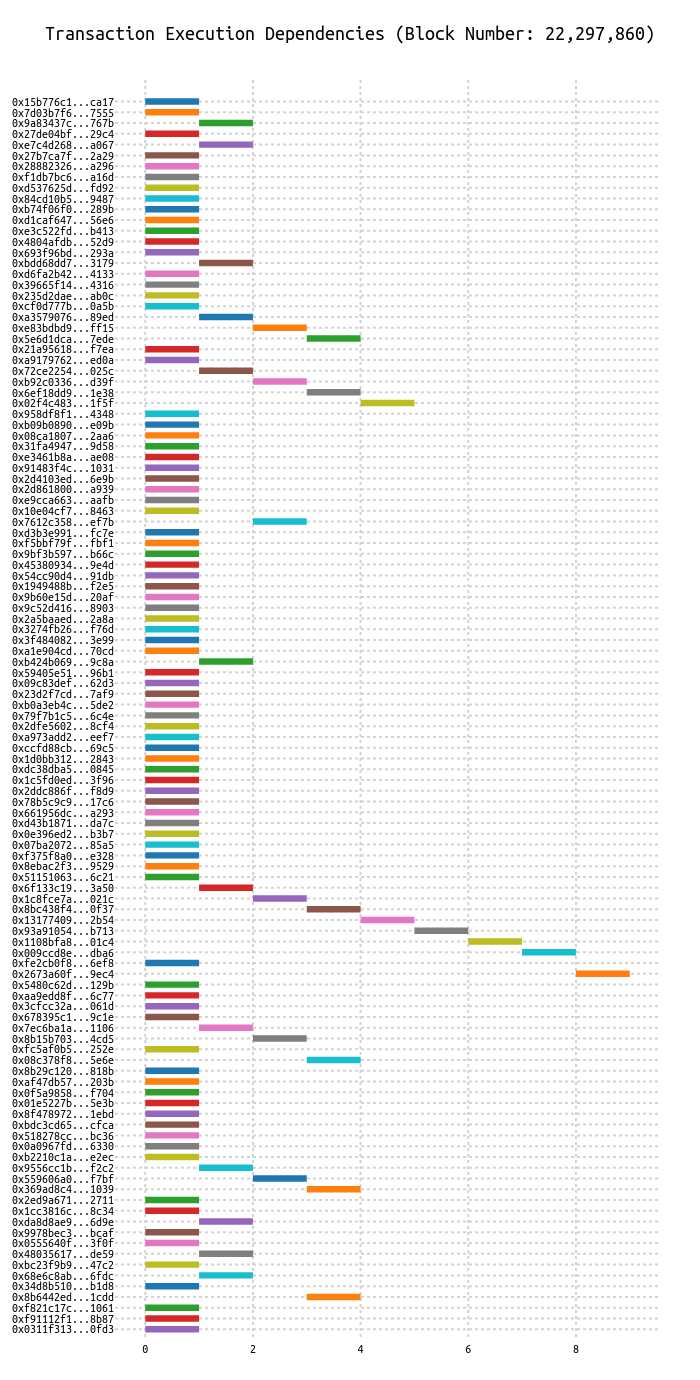 Transaction Execution Dependencies (Block Number: 22,297,860)
0x15b776c1...ca17
0x7d03b7f6...7555
0x9a83437c...767b
0x27de04bf...29c4
0xe7c4d268...a067
0x27b7ca7f...2a29
0x28882326...a296
0xf1db7bc6...a16d
0xd537625d...fd92
0x84cd10b5...9487
0xb74f06f0...289b
0xd1caf647...56e6
0xe3c522fd...b413
0x4804afdb...52d9
0x693f96bd...293a
0xbdd68dd7...3179
0xd6fa2b42...4133
0x39665f14...4316
0x235d2dae...ab0c
0xcf0d777b...0a5b
0xa3579076...89ed
0xe83bdbd9...ff15
0x5e6d1dca...7ede
0x21a95618...f7ea
0xa9179762...ed0a
0x72ce2254...025c
0xb92c0336...d39f
0x6ef18dd9...1e38
0x02f4c483...1f5f
0x958df8f1...4348
0xb09b0890...e09b
0x08ca1807...2aa6
0x31fa4947...9d58
0xe3461b8a...ae08
0x91483f4c...1031
0x2d4103ed...6e9b
0x2d861800...a939
0xe9cca663...aafb
0x10e04cf7...8463
0x7612c358...ef7b
0xd3b3e991...fc7e
0xf5bbf79f...fbf1
0x9bf3b597...b66c
0x45380934...9e4d
0x54cc90d4...91db
0x1949488b...f2e5
0x9b60e15d...20af
0x9c52d416...8903
0x2a5baaed...2a8a
0x3274fb26...f76d
0x3f484082...3e99
0xa1e904cd...70cd
0xb424b069...9c8a
0x59405e51...96b1
0x09c83def...62d3
0x23d2f7cd...7af9
0xb0a3eb4c...5de2
0x79f7b1c5...6c4e
0x2dfe5602...8cf4
0xa973add2...eef7
0xccfd88cb...69c5
0x1d0bb312...2843
0xdc38dba5...0845
0x1c5fd0ed...3f96
0x2ddc886f...f8d9
0x78b5c9c9...17c6
0x661956dc...a293
0xd43b1871...da7c
0x0e396ed2...b3b7
0x07ba2072...85a5
0xf375f8a0...e328
0x8ebac2f3...9529
0x51151063...6c21
0x6f133c19...3a50
0x1c8fce7a...021c
0x8bc438f4...0f37
0x13177409...2b54
0x93a91054...b713
0x1108bfa8...01c4
0x009ccd8e...dba6
0xfe2cb0f8...6ef8
0x2673a60f...9ec4
0x5480c62d...129b
0xaa9edd8f...6c77
0x3cfcc32a...061d
0x678395c1...9c1e
0x7ec6ba1a...1106
0x8b15b703...4cd5
0xfc5af0b5...252e
0x08c378f8...5e6e
0x8b29c120...818b
0xaf47db57...203b
0x0f5a9858...f704
0x01e5227b...5e3b
0x8f478972...1ebd
0xbdc3cd65...cfca
0x518278cc...bc36
0x0a0967fd...6330
0xb2210c1a...e2ec
0x9556cc1b...f2c2
0x559606a0...f7bf
0x369ad8c4...1039
0x2ed9a671...2711
0x1cc3816c...8c34
0xda8d8ae9...6d9e
0x9978bec3...bcaf
0x0555640f...3f0f
0x48035617...de59
0xbc23f9b9...47c2
0x68e6c8ab...6fdc
0x34d8b510...b1d8
0x8b6442ed...1cdd
0xf821c17c...1061
0xf91112f1...8b87
0x0311f313...0fd3
0 2 4 6 8